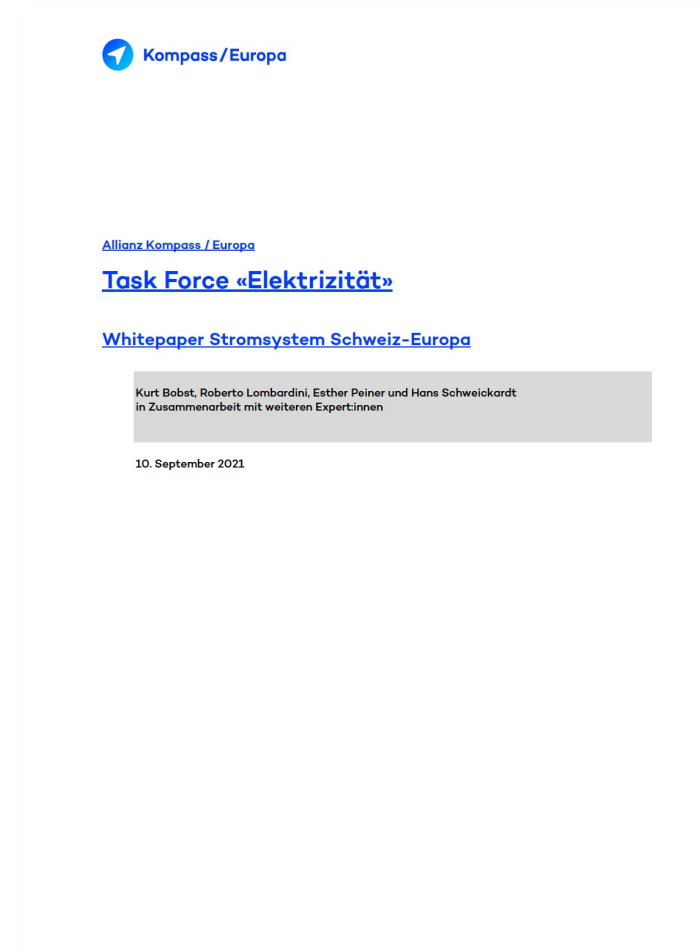 Kompass/Europa
Allianz Kompass / Europa
Task Force «Elektrizität»
Whitepaper Stromsystem Schweiz-Europa
Kurt Bobst, Roberto Lombardini, Esther Peiner und Hans Schweickardt
in Zusammenarbeit mit weiteren Expert:innen
10. September 2021